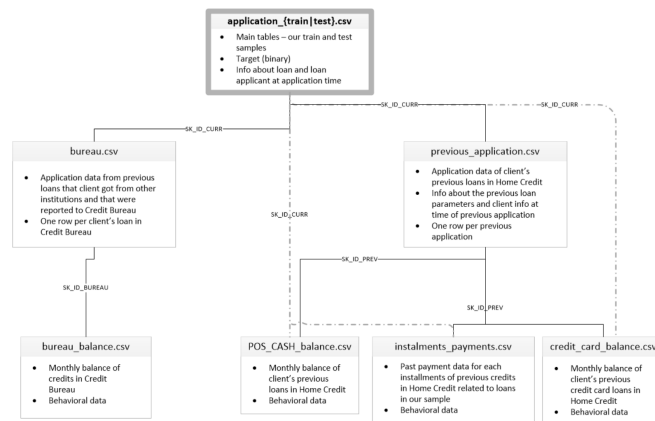 application_{train|test}.csv
• Main tables – our train and test
samples
• Target (binary)
• Info about loan and loan
applicant at application time
SK_ID_CURR
SK_ID_CURR
SK_ID_CURR
bureau.csv
• Application data from previous
loans that client got from other
institutions and that were
reported to Credit Bureau
• One row per client's loan in
Credit Bureau
previous_application.csv
• Application data of client's
previous loans in Home Credit
• Info about the previous loan
parameters and client info at
time of previous application
• One row per previous
application
SK_ID_CURR
SK_ID_PREV
SK_ID_BUREAU
SK_ID_PREV
bureau_balance.csv
• Monthly balance of
credits in Credit
Bureau
• Behavioral data
POS_CASH_balance.csv
• Monthly balance of
client's previous
loans in Home Credit
• Behavioral data
instalments_payments.csv
• Past payment data for each
installments of previous credits
in Home Credit related to loans
in our sample
• Behavioral data
credit_card_balance.csv
• Monthly balance of
client's previous
credit card loans in
Home Credit
• Behavioral data